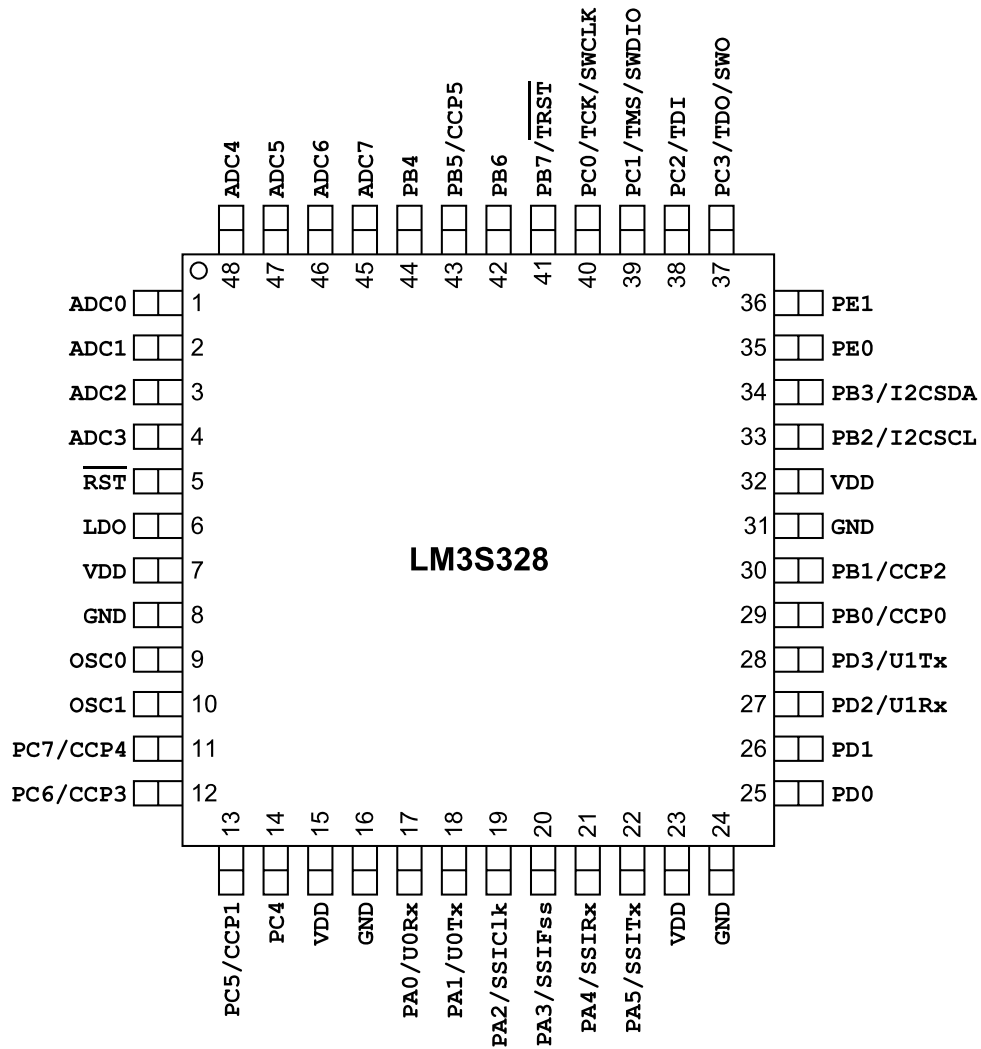 ADC4
ADC5
ADC6
ADC7
PB4
PB5/CCP5
PB6
PB7/TRST
PC0/TCK/SWCLK
PC1/TMS/SWDIO
PC2/TDI
PC3/TDO/SWO
48
47
46
45
44
43
42
41
40
39
38
37
ADC0 1
ADC1 2
ADC2 3
ADC3 4
RST 5
LDO 6
VDD 7
GND 8
OSC0 9
OSC1 10
PC7/CCP4 11
PC6/CCP3 12
LM3S328
36 PE1
35 PE0
34 PB3/I2CSDA
33 PB2/I2CSCL
32 VDD
31 GND
30 PB1/CCP2
29 PB0/CCP0
28 PD3/U1Tx
27 PD2/U1Rx
26 PD1
25 PD0
13
14
15
16
17
18
19
20
21
22
23
24
PC5/CCP1
PC4
VDD
GND
PA0/U0Rx
PA1/U0Tx
PA2/SSIClk
PA3/SSIFss
PA4/SSIRx
PA5/SSITx
VDD
GND